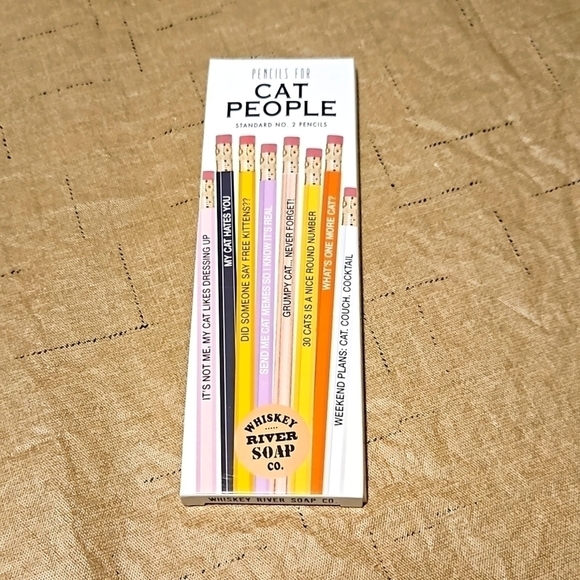 PENCILS FOR
CAT
PEOPLE
STANDARD NO. 2 PENCILS
IT'S NOT ME, MY CAT LIKES DRESSING UP
MY CAT HATES YOU
DID SOMEONE SAY FREE KITTENS??
SEND ME CAT MEMES SO I KNOW IT'S REAL
GRUMPY CAT... NEVER FORGET!
30 CATS IS A NICE ROUND NUMBER
WHAT'S ONE MORE CAT?
WEEKEND PLANS: CAT, COUCH, COCKTAIL
WHISKEY
RIVER
SOAP
CO.
WHISKEY RIVER SOAP CO